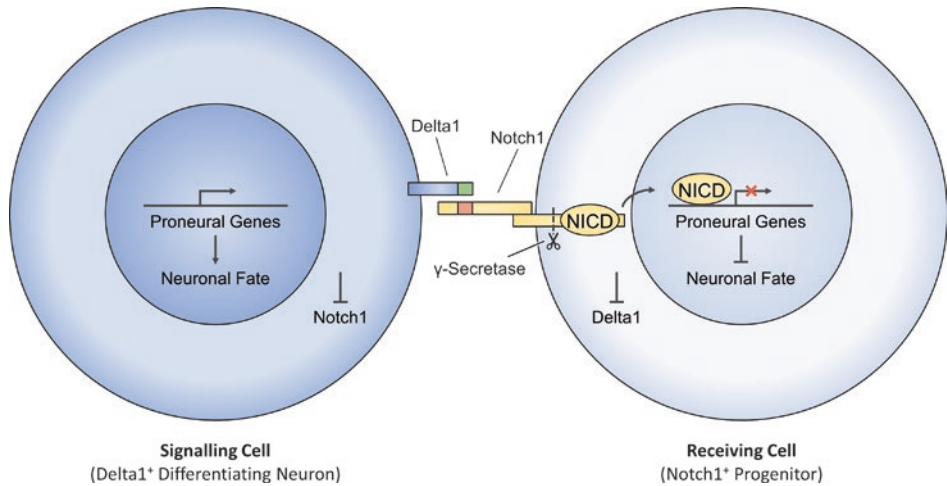 Delta1
Notch1
Proneural Genes
Neuronal Fate
Notch1
NICD
γ-Secretase
NICD
Proneural Genes
Neuronal Fate
Delta1
Signalling Cell
(Delta1⁺ Differentiating Neuron)
Receiving Cell
(Notch1⁺ Progenitor)